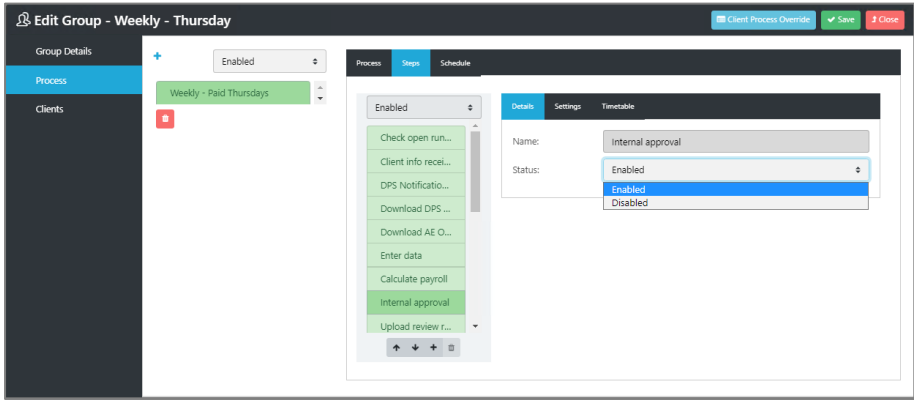 Edit Group - Weekly - Thursday
Client Process Override
Save
Close
Group Details
Process
Clients
Enabled
Weekly - Paid Thursdays
Process Steps Schedule
Enabled
Check open run...
Client info recei...
DPS Notificatio...
Download DPS ...
Download AE O...
Enter data
Calculate payroll
Internal approval
Upload review r...
Details Settings Timetable
Name: Internal approval
Status: Enabled
Enabled
Disabled